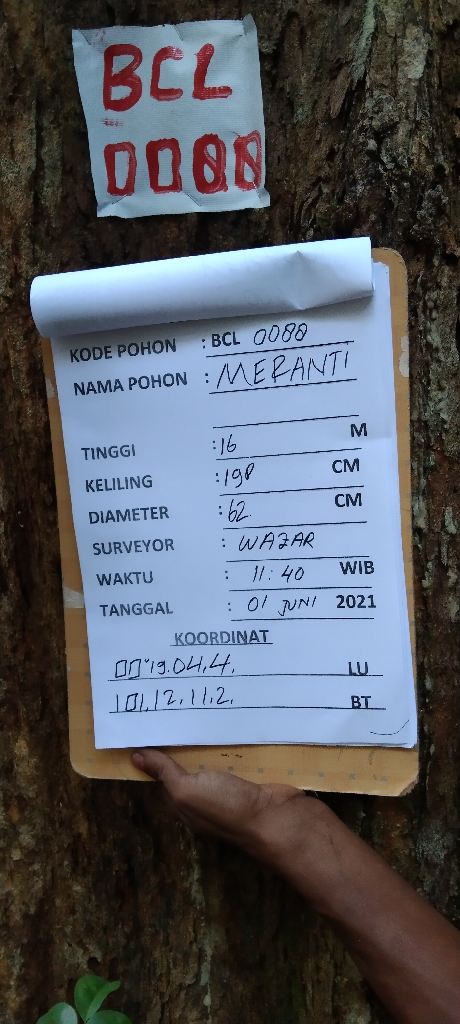 BCL
0088
KODE POHON : BCL 0088
NAMA POHON : MERANTI
TINGGI : 16 M
KELILING : 198 CM
DIAMETER : 62 CM
SURVEYOR : WAZAR
WAKTU : 11:40 WIB
TANGGAL : 01 JUNI 2021
KOORDINAT
00°19.04.4. LU
101.12.11.2. BT